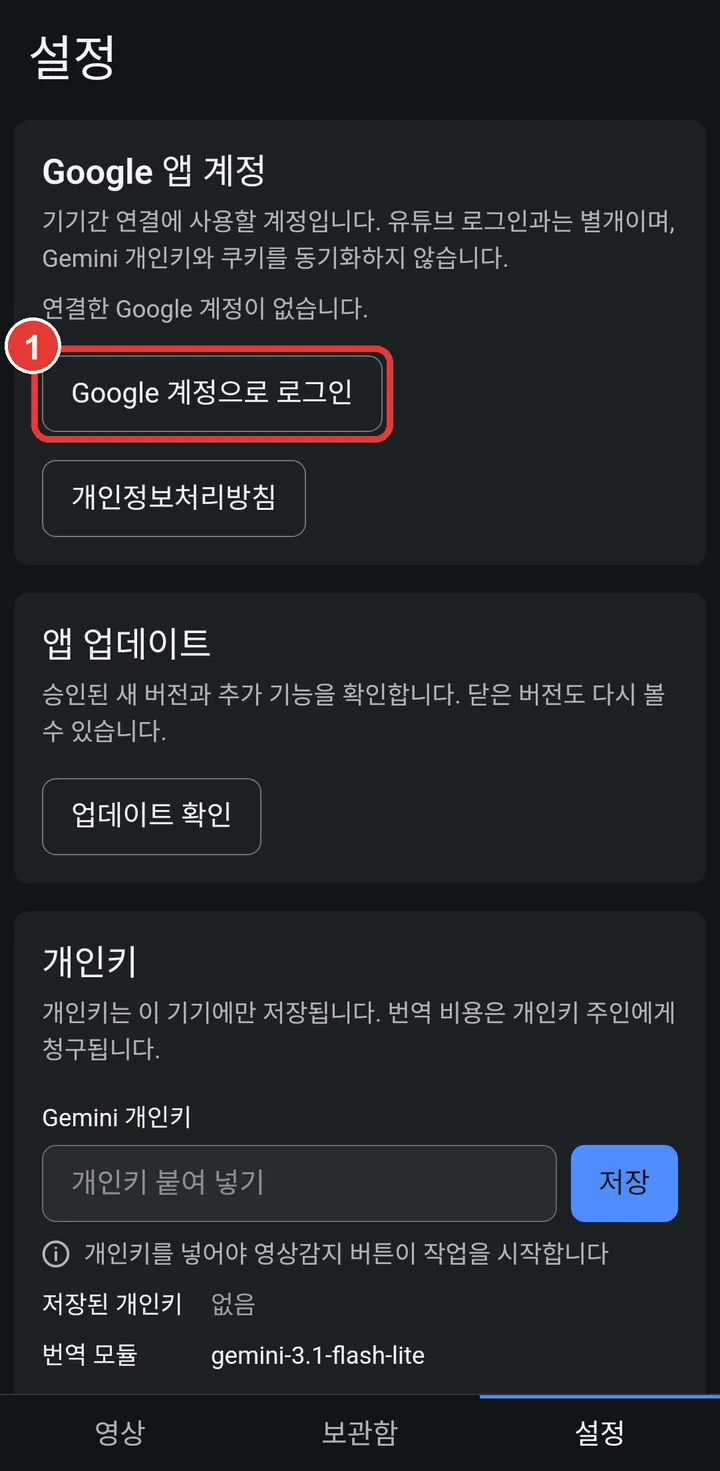 설정
Google 앱 계정
기기간 연결에 사용할 계정입니다. 유튜브 로그인과는 별개이며,
Gemini 개인키와 쿠키를 동기화하지 않습니다.
연결한 Google 계정이 없습니다.
1
Google 계정으로 로그인
개인정보처리방침
앱 업데이트
승인된 새 버전과 추가 기능을 확인합니다. 닫은 버전도 다시 볼
수 있습니다.
업데이트 확인
개인키
개인키는 이 기기에만 저장됩니다. 번역 비용은 개인키 주인에게
청구됩니다.
Gemini 개인키
개인키 붙여 넣기
저장
개인키를 넣어야 영상감지 버튼이 작업을 시작합니다
저장된 개인키 없음
번역 모듈 gemini-3.1-flash-lite
영상 보관함 설정